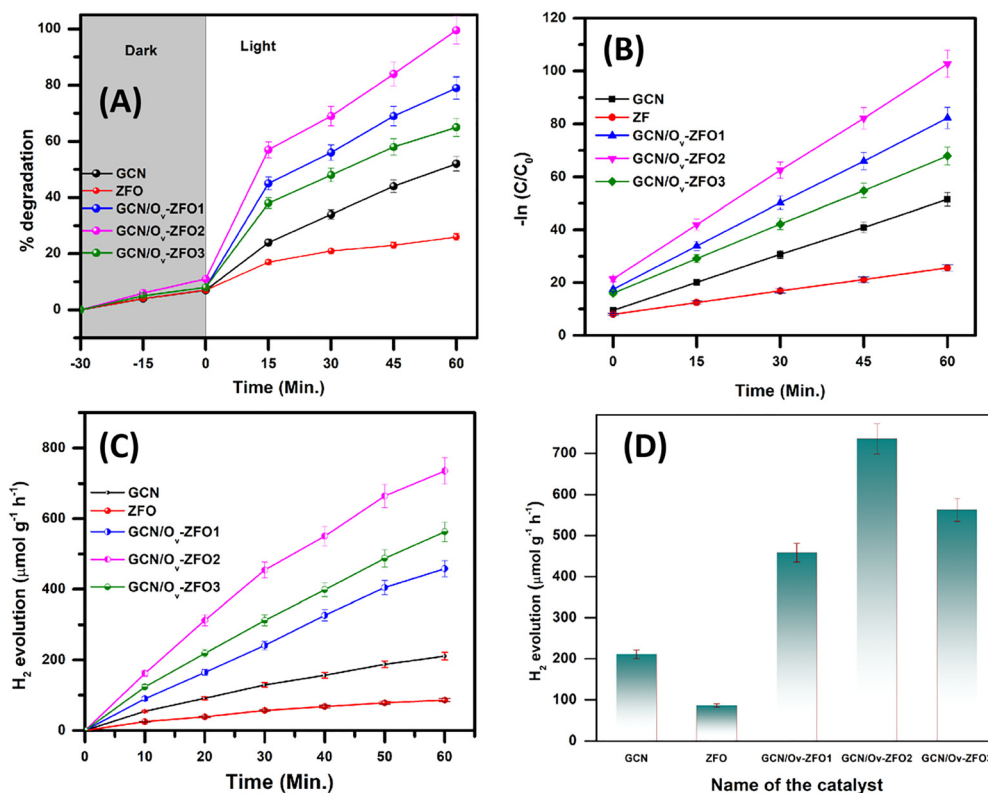 100
80
60
40
20
0
% degradation
Dark
Light
(A)
GCN
ZFO
GCN/Oᵥ-ZFO1
GCN/Oᵥ-ZFO2
GCN/Oᵥ-ZFO3
-30 -15 0 15 30 45 60
Time (Min.)
120
100
80
60
40
20
0
-ln (C/C₀)
(B)
GCN
ZF
GCN/Oᵥ-ZFO1
GCN/Oᵥ-ZFO2
GCN/Oᵥ-ZFO3
0 15 30 45 60
Time (Min.)
800
600
400
200
0
H₂ evolution (μmol g⁻¹ h⁻¹)
(C)
GCN
ZFO
GCN/Oᵥ-ZFO1
GCN/Oᵥ-ZFO2
GCN/Oᵥ-ZFO3
0 10 20 30 40 50 60
Time (Min.)
700
600
500
400
300
200
100
0
H₂ evolution (μmol g⁻¹ h⁻¹)
(D)
GCN ZFO GCN/Ov-ZFO1 GCN/Ov-ZFO2 GCN/Ov-ZFO3
Name of the catalyst